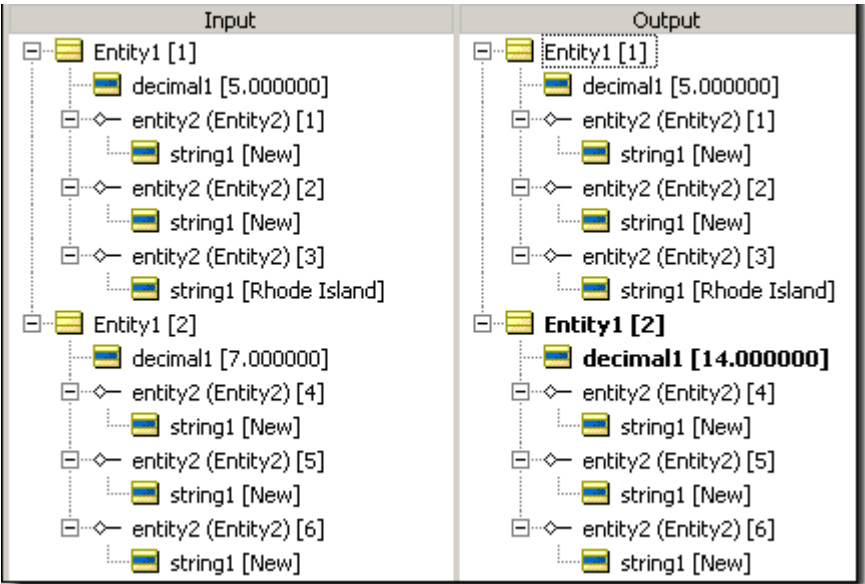 Input
Entity1 [1]
decimal1 [5.000000]
entity2 (Entity2) [1]
string1 [New]
entity2 (Entity2) [2]
string1 [New]
entity2 (Entity2) [3]
string1 [Rhode Island]
Entity1 [2]
decimal1 [7.000000]
entity2 (Entity2) [4]
string1 [New]
entity2 (Entity2) [5]
string1 [New]
entity2 (Entity2) [6]
string1 [New]
Output
Entity1 [1]
decimal1 [5.000000]
entity2 (Entity2) [1]
string1 [New]
entity2 (Entity2) [2]
string1 [New]
entity2 (Entity2) [3]
string1 [Rhode Island]
Entity1 [2]
decimal1 [14.000000]
entity2 (Entity2) [4]
string1 [New]
entity2 (Entity2) [5]
string1 [New]
entity2 (Entity2) [6]
string1 [New]